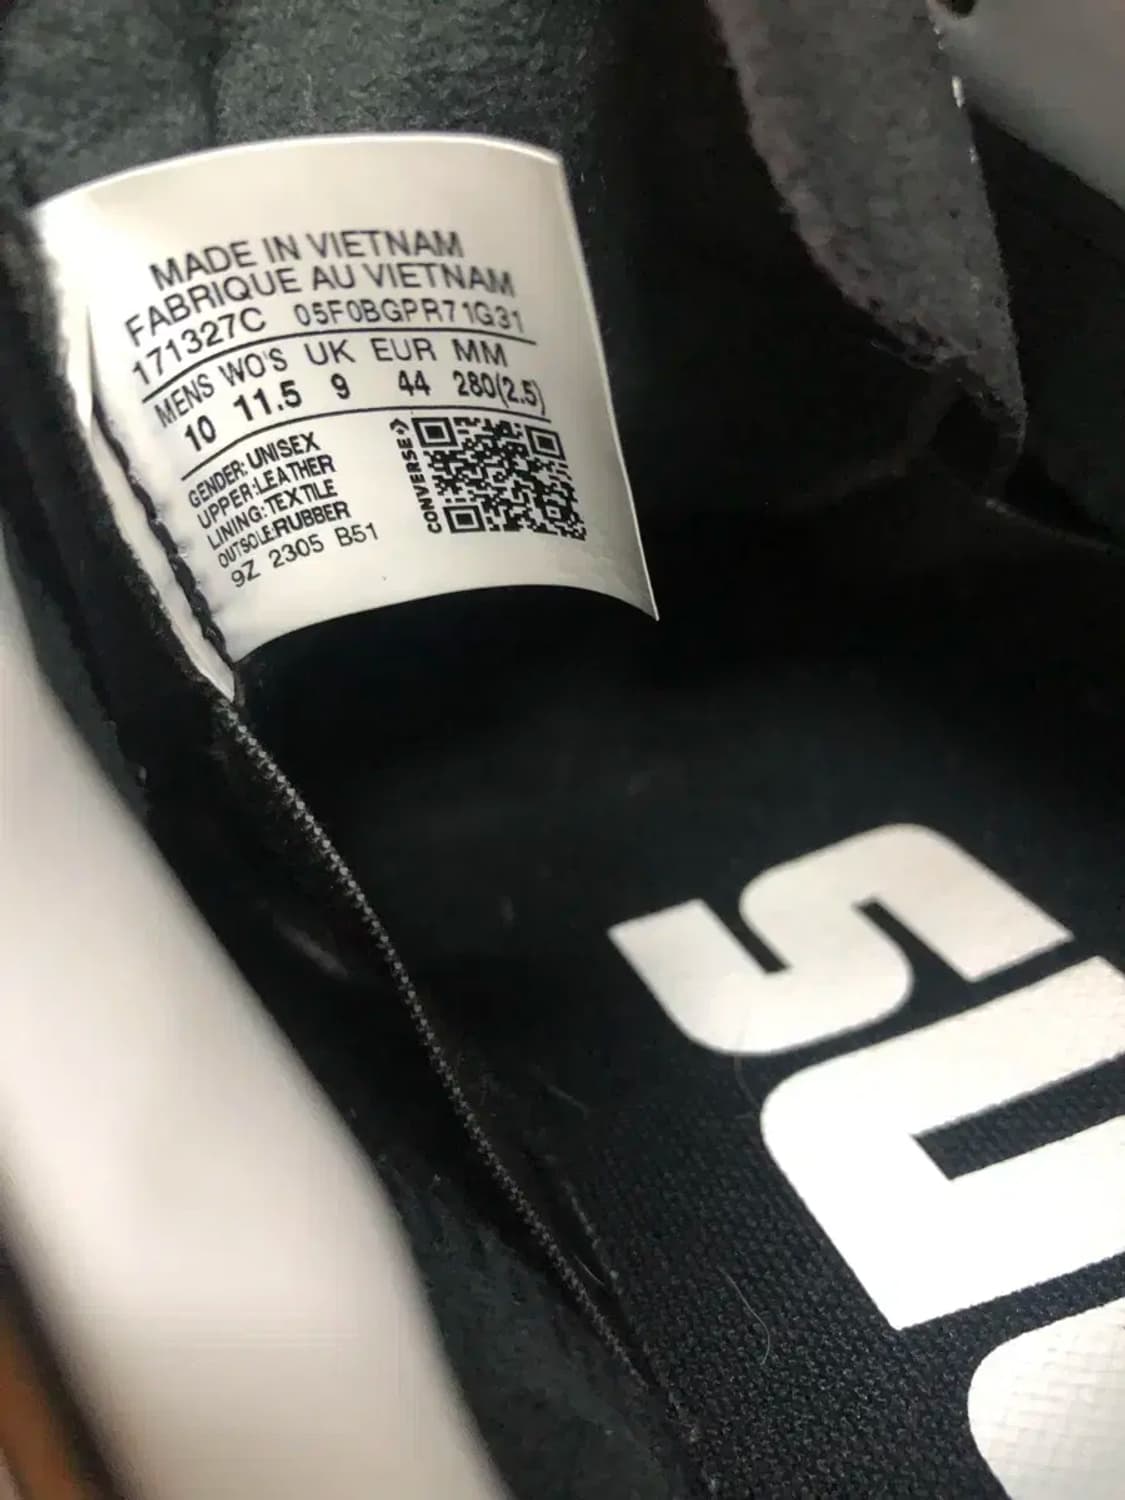 MADE IN VIETNAM
FABRIQUE AU VIETNAM
171327C 05F0BGPR71G31
MENS WO'S UK EUR MM
10 11.5 9 44 280(2.5)
GENDER: UNISEX
UPPER:LEATHER
LINING:TEXTILE
OUTSOLE:RUBBER
9Z 2305 B51
CONVERSE